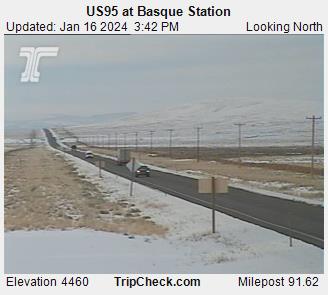 US95 at Basque Station
Updated: Jan 16 2024 3:42 PM Looking North
Elevation 4460 TripCheck.com Milepost 91.62